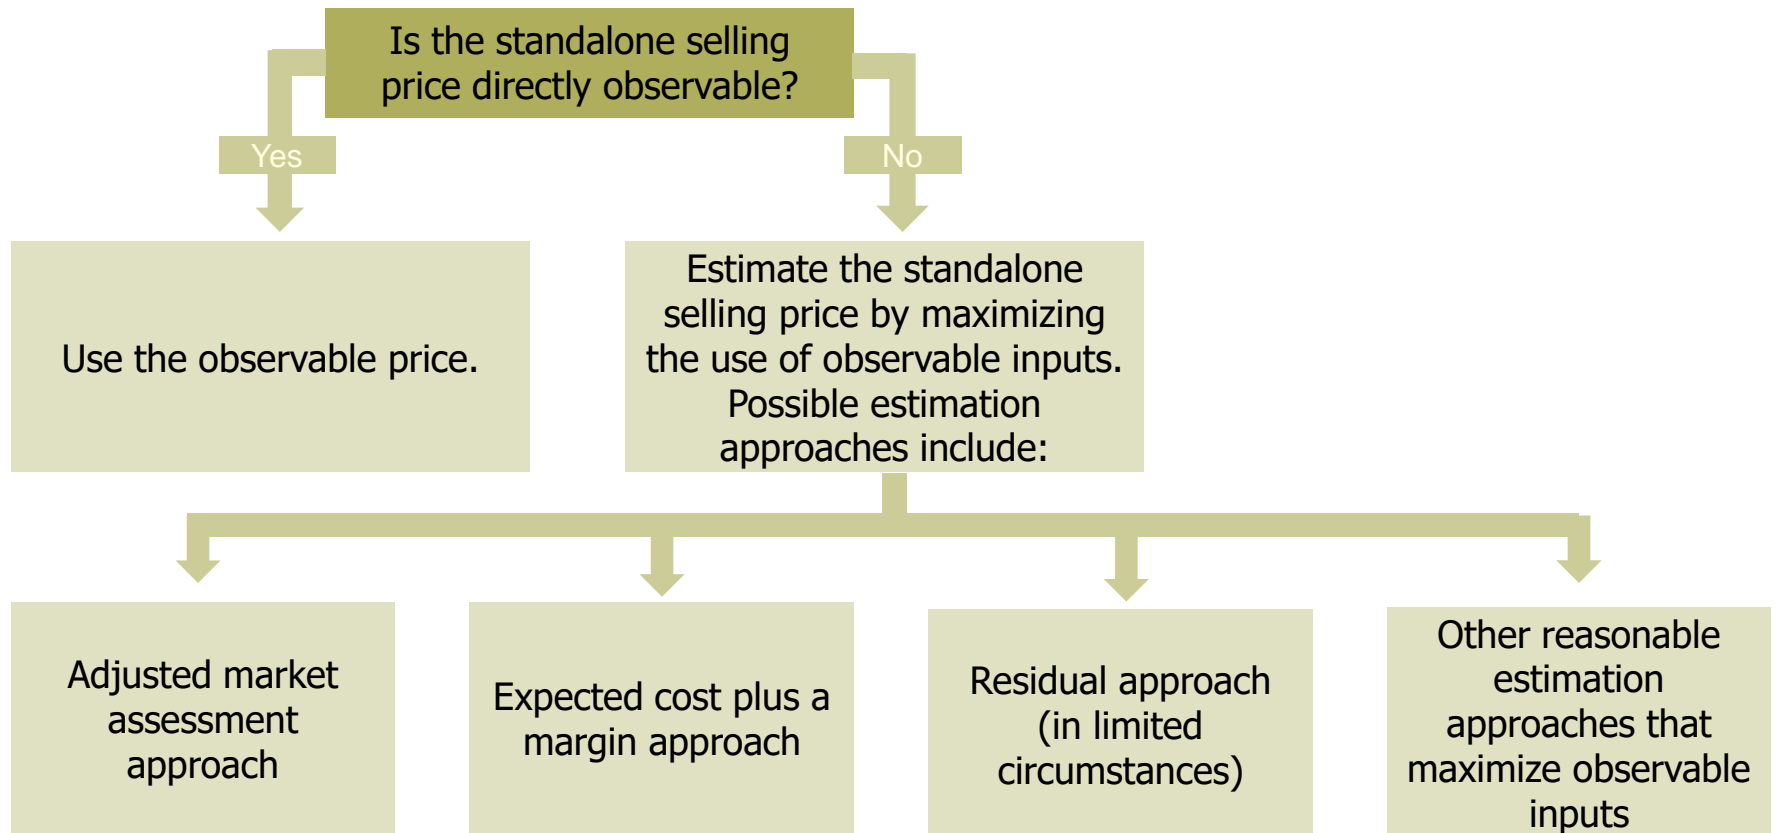 Is the standalone selling
price directly observable?
Yes
No
Use the observable price.
Estimate the standalone
selling price by maximizing
the use of observable inputs.
Possible estimation
approaches include:
Adjusted market
assessment
approach
Expected cost plus a
margin approach
Residual approach
(in limited
circumstances)
Other reasonable
estimation
approaches that
maximize observable
inputs